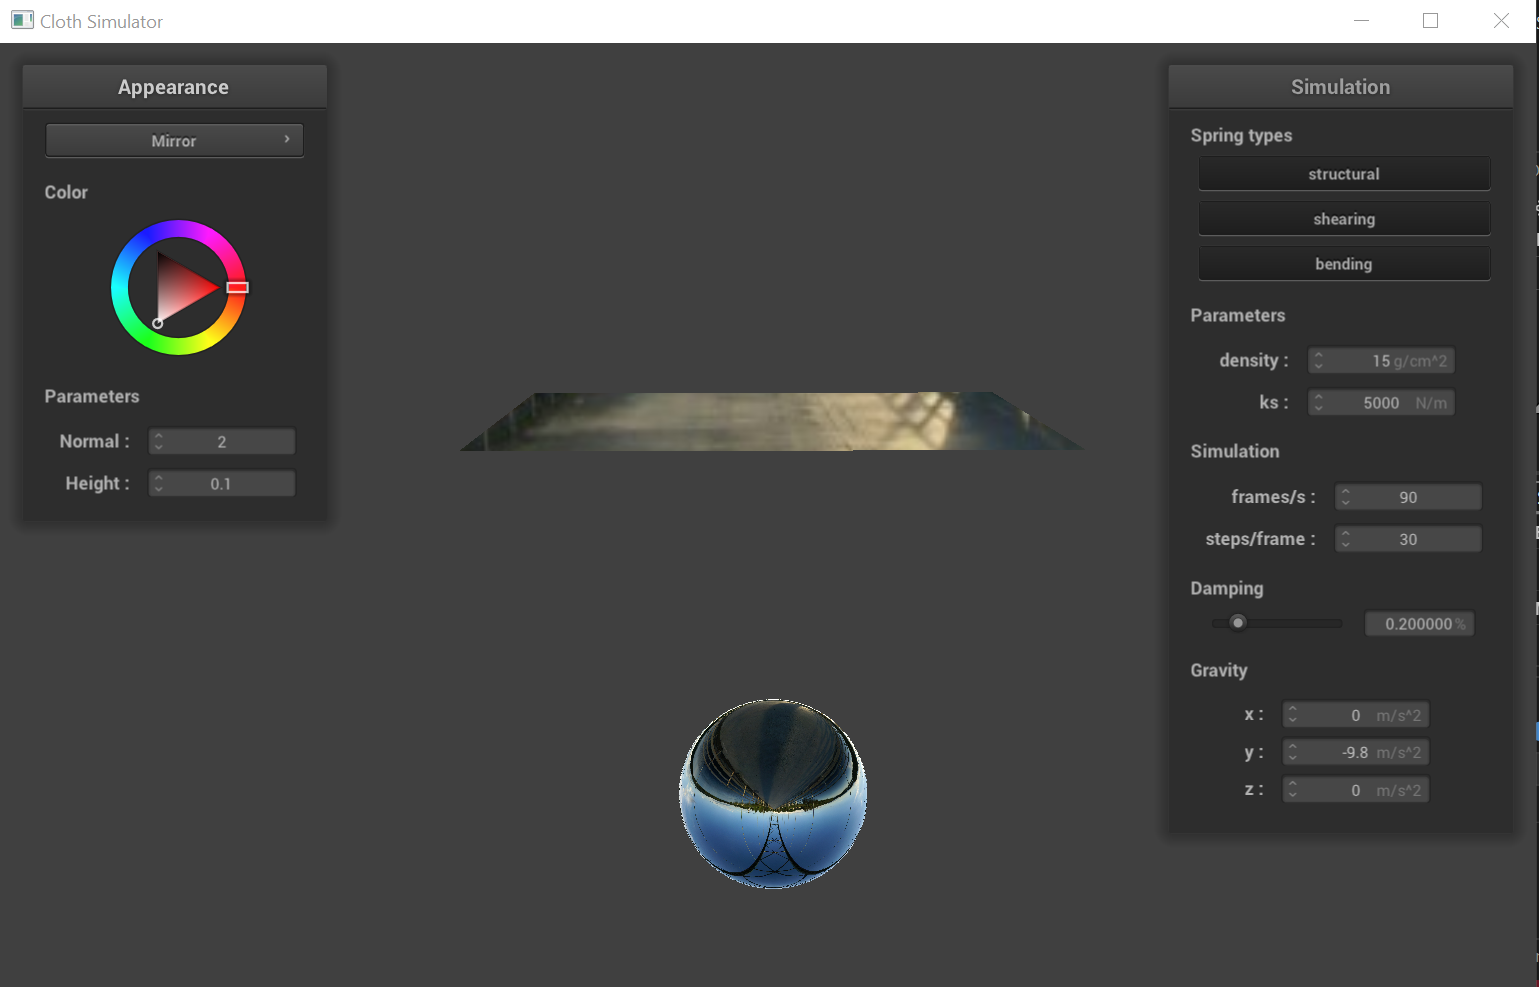 Cloth Simulator
Appearance
Mirror
Color
Parameters
Normal : 2
Height : 0.1
Simulation
Spring types
structural
shearing
bending
Parameters
density : 15 g/cm^2
ks : 5000 N/m
Simulation
frames/s : 90
steps/frame : 30
Damping
0.200000 %
Gravity
x : 0 m/s^2
y : -9.8 m/s^2
z : 0 m/s^2